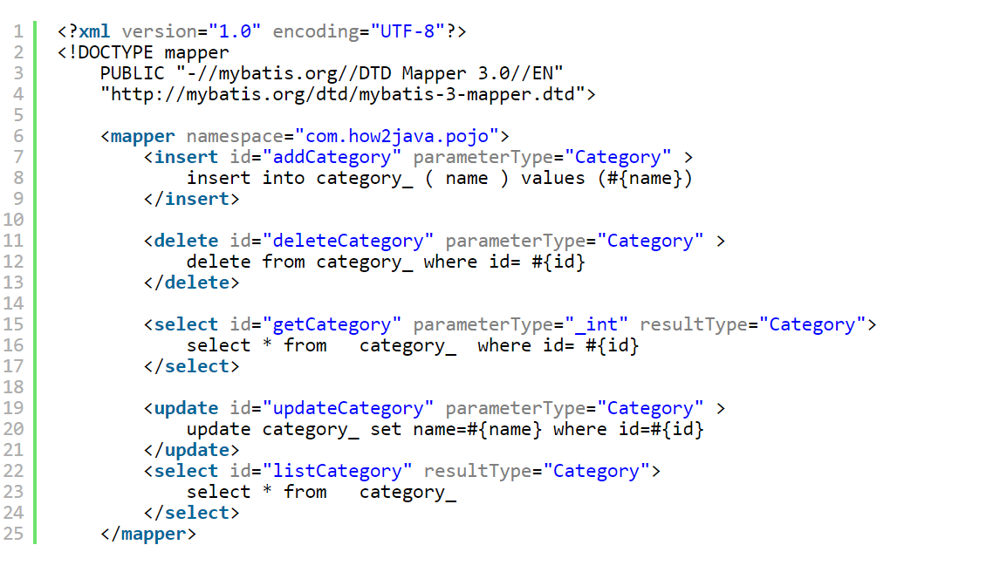 1 <?xml version="1.0" encoding="UTF-8"?>
2 <!DOCTYPE mapper
3     PUBLIC "-//mybatis.org//DTD Mapper 3.0//EN"
4     "http://mybatis.org/dtd/mybatis-3-mapper.dtd">
5
6     <mapper namespace="com.how2java.pojo">
7         <insert id="addCategory" parameterType="Category" >
8             insert into category_ ( name ) values (#{name})
9         </insert>
10
11         <delete id="deleteCategory" parameterType="Category" >
12             delete from category_ where id= #{id}
13         </delete>
14
15         <select id="getCategory" parameterType="_int" resultType="Category">
16             select * from   category_  where id= #{id}
17         </select>
18
19         <update id="updateCategory" parameterType="Category" >
20             update category_ set name=#{name} where id=#{id}
21         </update>
22         <select id="listCategory" resultType="Category">
23             select * from   category_
24         </select>
25     </mapper>